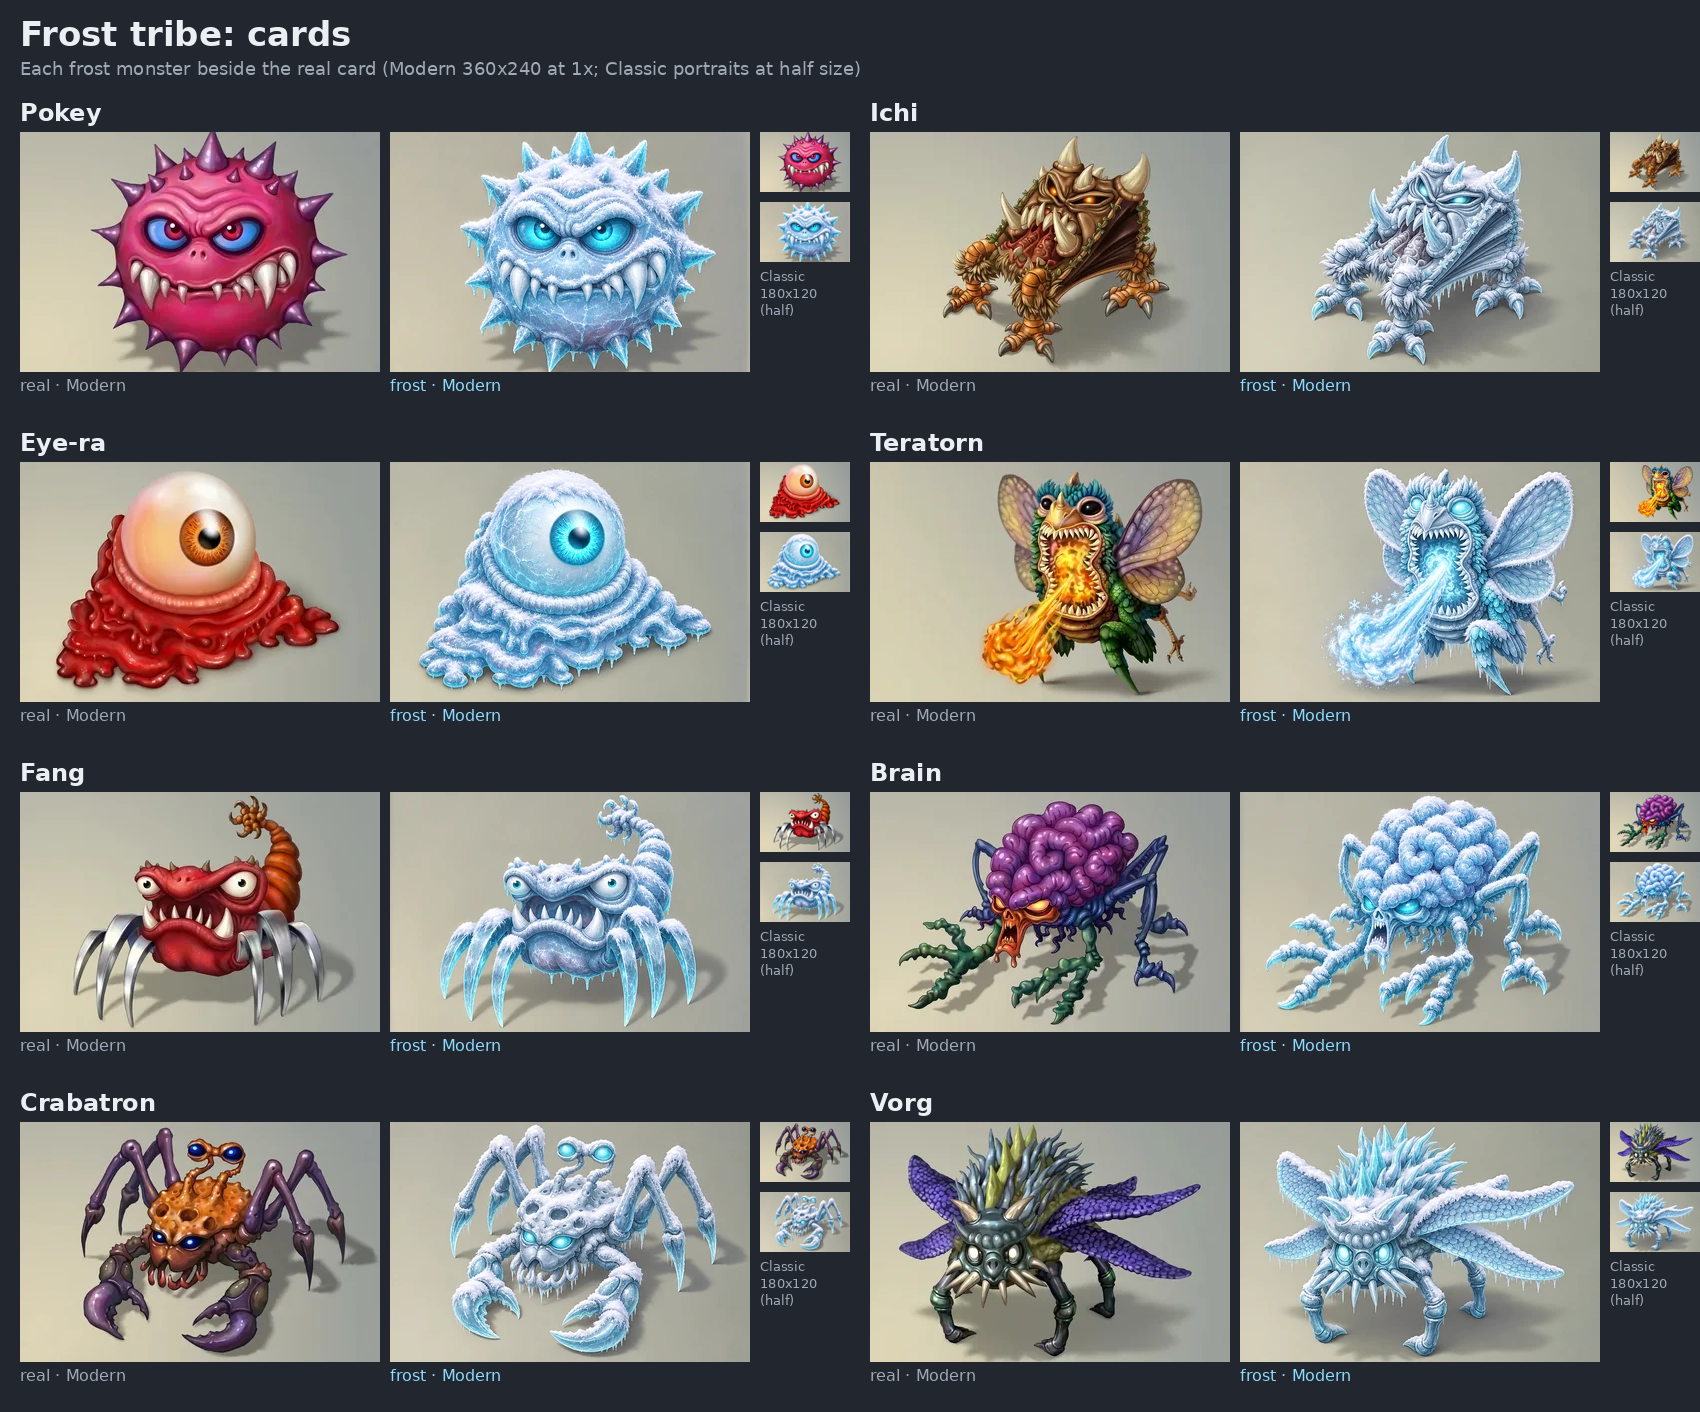 Frost tribe: cards
Each frost monster beside the real card (Modern 360x240 at 1x; Classic portraits at half size)
Pokey
real · Modern
frost · Modern
Classic
180x120
(half)
Ichi
real · Modern
frost · Modern
Classic
180x120
(half)
Eye-ra
real · Modern
frost · Modern
Classic
180x120
(half)
Teratorn
real · Modern
frost · Modern
Classic
180x120
(half)
Fang
real · Modern
frost · Modern
Classic
180x120
(half)
Brain
real · Modern
frost · Modern
Classic
180x120
(half)
Crabatron
real · Modern
frost · Modern
Classic
180x120
(half)
Vorg
real · Modern
frost · Modern
Classic
180x120
(half)